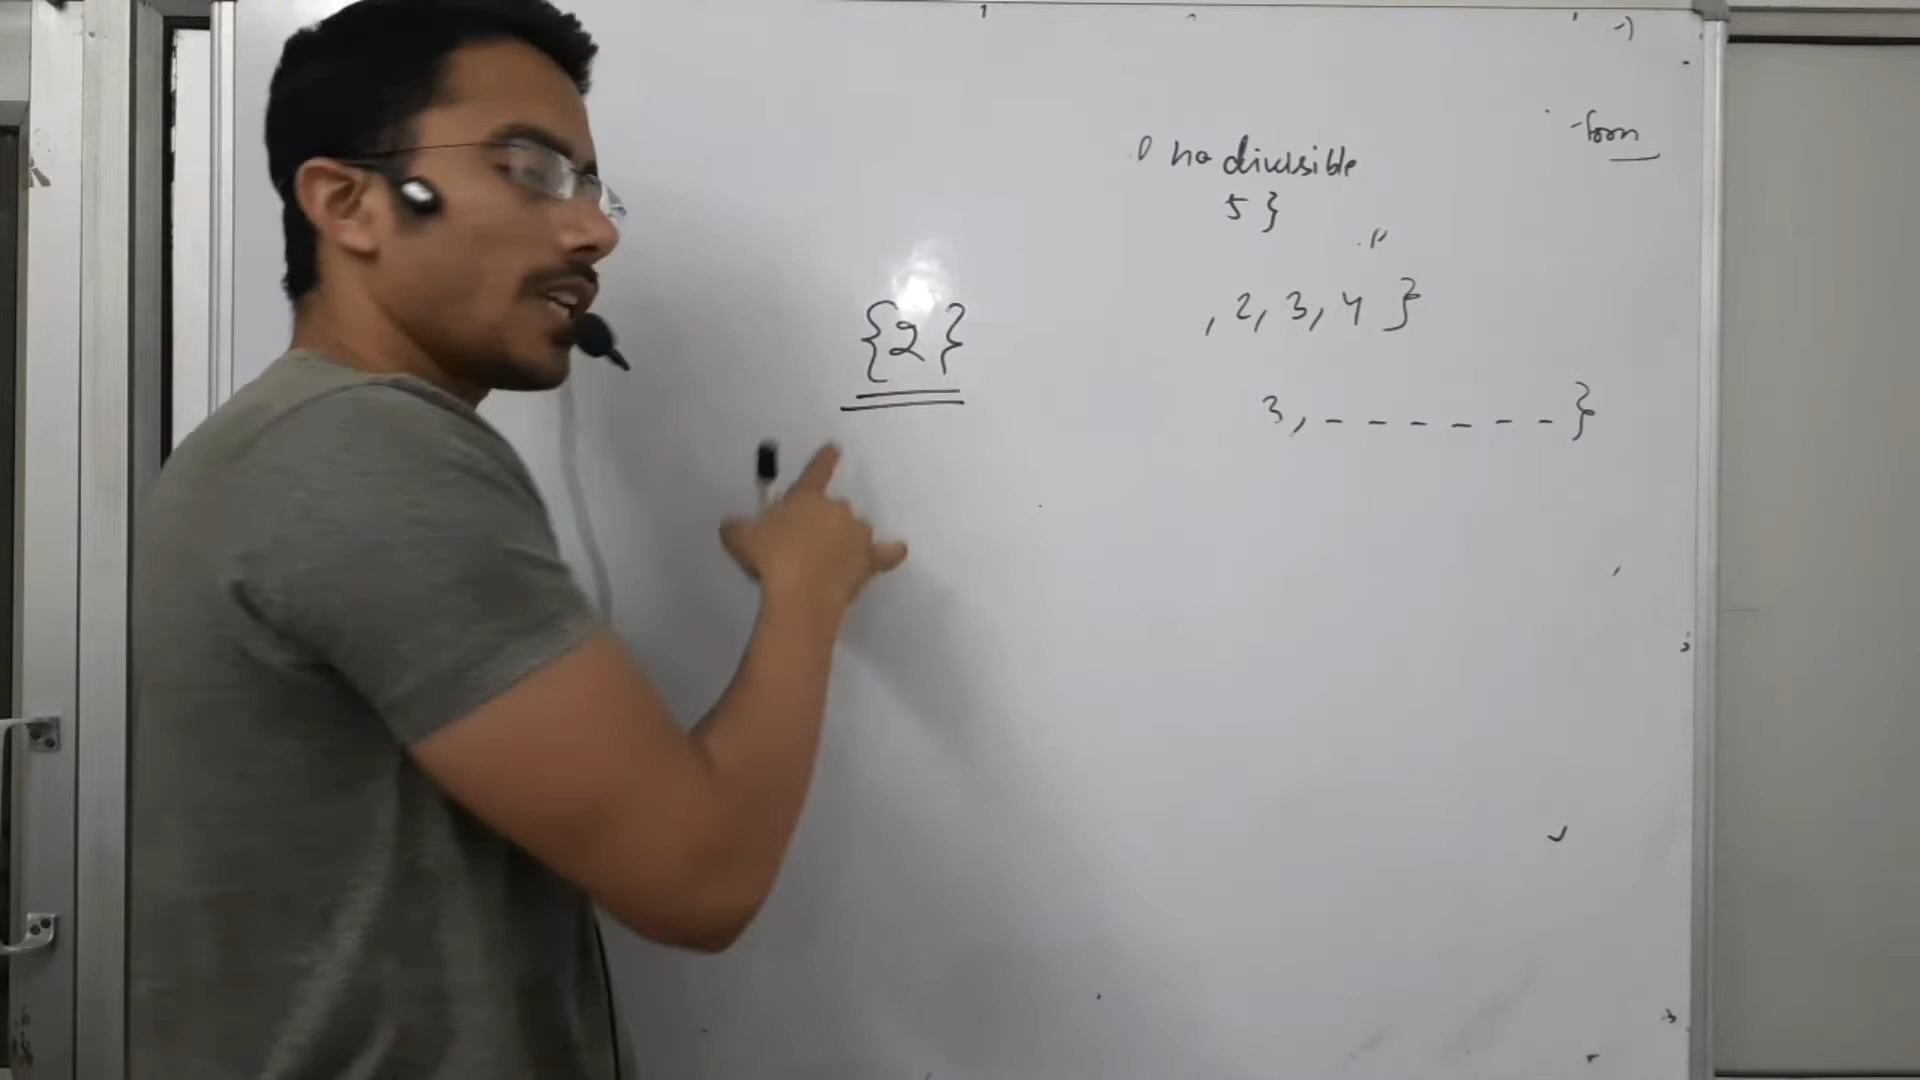 form
no divisible
5 }
{2}
, 2, 3, 4 }
3, - - - - - - }